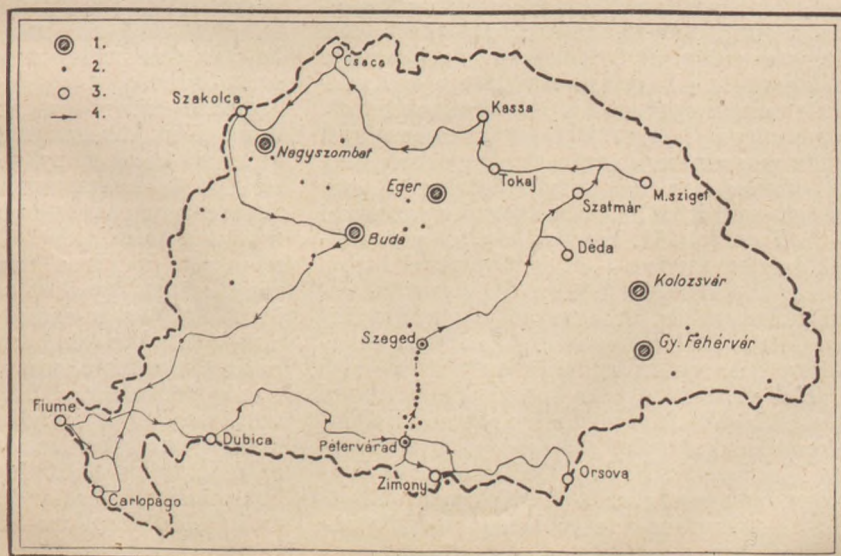 1.
2.
3.
4.
Csaca
Szakolca
Kassa
Nagyszombat
Eger
Tokaj
M.sziget
Szatmár
Buda
Déda
Kolozsvár
Szeged
Gy. Fehérvár
Fiume
Dubica
Pétervárad
Zimony
Orsova
Carlopago